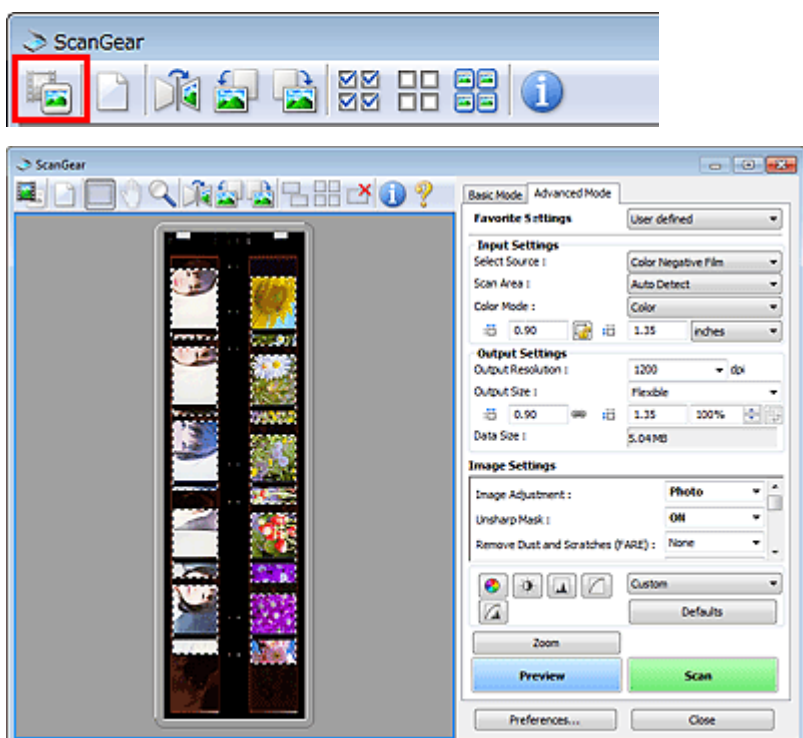 ScanGear
ScanGear
Basic Mode Advanced Mode
Favorite Settings User defined
Input Settings
Select Source : Color Negative Film
Scan Area : Auto Detect
Color Mode : Color
0.90 1.35 inches
Output Settings
Output Resolution : 1200 dpi
Output Size : Flexible
0.90 1.35 100%
Data Size : 5.04 MB
Image Settings
Image Adjustment : Photo
Unsharp Mask : ON
Remove Dust and Scratches (FARE) : None
Custom
Defaults
Zoom
Preview Scan
Preferences... Close